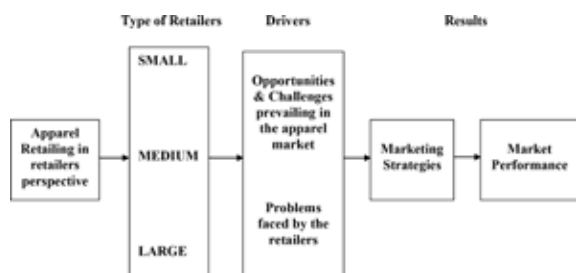 Type of Retailers
Drivers
Results
Apparel
Retailing in
retailers
perspective
SMALL
MEDIUM
LARGE
Opportunities
& Challenges
prevailing in
the apparel
market
Problems
faced by the
retailers
Marketing
Strategies
Market
Performance